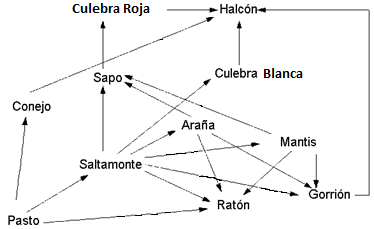 Culebra Roja
Halcón
Sapo
Culebra Blanca
Conejo
Araña
Mantis
Saltamonte
Ratón
Gorrión
Pasto